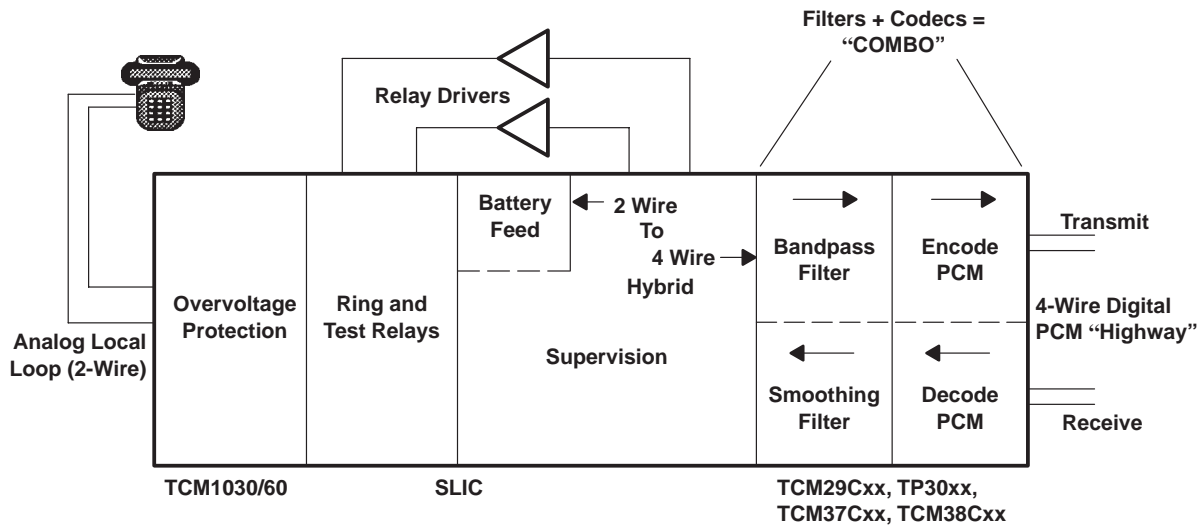 Filters + Codecs =
“COMBO”
Relay Drivers
Battery
Feed
2 Wire
To
4 Wire
Hybrid
Bandpass
Filter
Encode
PCM
Transmit
Overvoltage
Protection
Ring and
Test Relays
Supervision
4-Wire Digital
PCM “Highway”
Analog Local
Loop (2-Wire)
Smoothing
Filter
Decode
PCM
Receive
TCM1030/60
SLIC
TCM29Cxx, TP30xx,
TCM37Cxx, TCM38Cxx